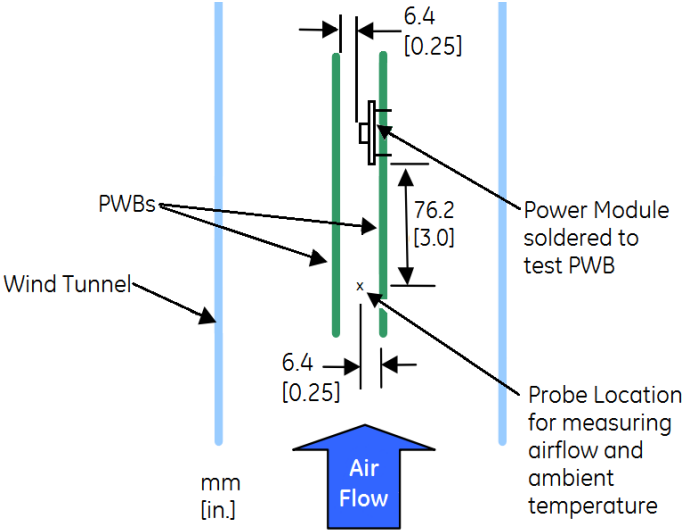 6.4
[0.25]
PWBs
76.2
[3.0]
Power Module
soldered to
test PWB
Wind Tunnel
x
6.4
[0.25]
Probe Location
for measuring
airflow and
ambient
temperature
Air
Flow
mm
[in.]